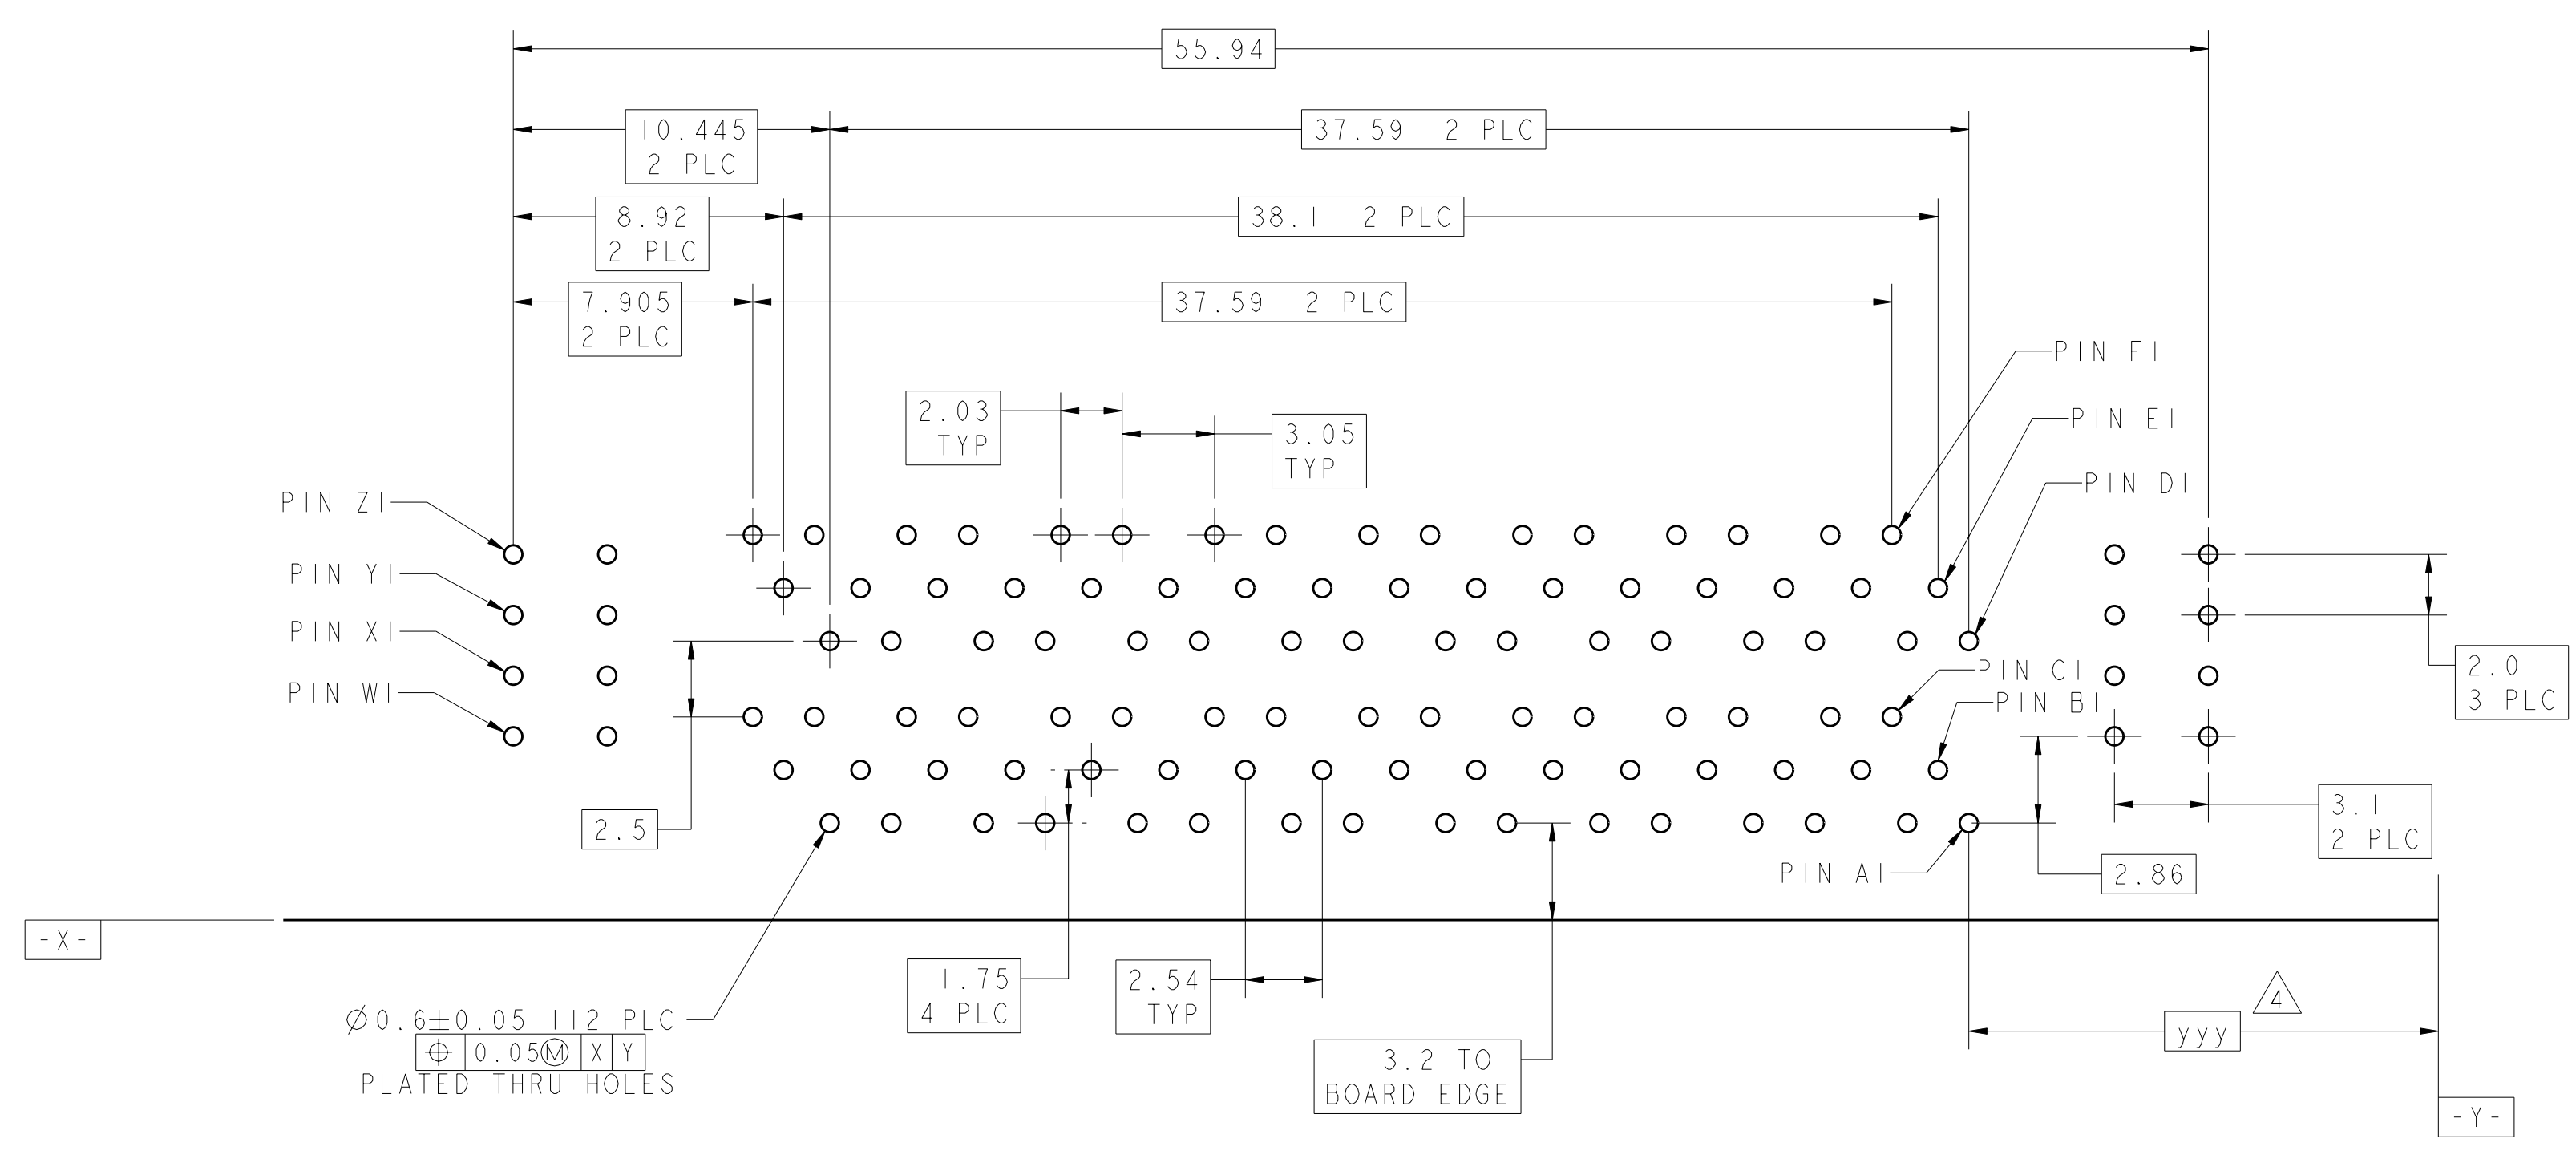 55.94
10.445
2 PLC
37.59 2 PLC
8.92
2 PLC
38.1 2 PLC
7.905
2 PLC
37.59 2 PLC
PIN F1
2.03
TYP
3.05
TYP
PIN E1
PIN D1
PIN Z1
PIN Y1
PIN X1
PIN W1
PIN C1
PIN B1
2.0
3 PLC
2.5
3.1
2 PLC
PIN A1
2.86
-X-
1.75
4 PLC
2.54
TYP
4
yyy
Ø0.6±0.05 112 PLC
⌖ 0.05Ⓜ X Y
PLATED THRU HOLES
3.2 TO
BOARD EDGE
-Y-